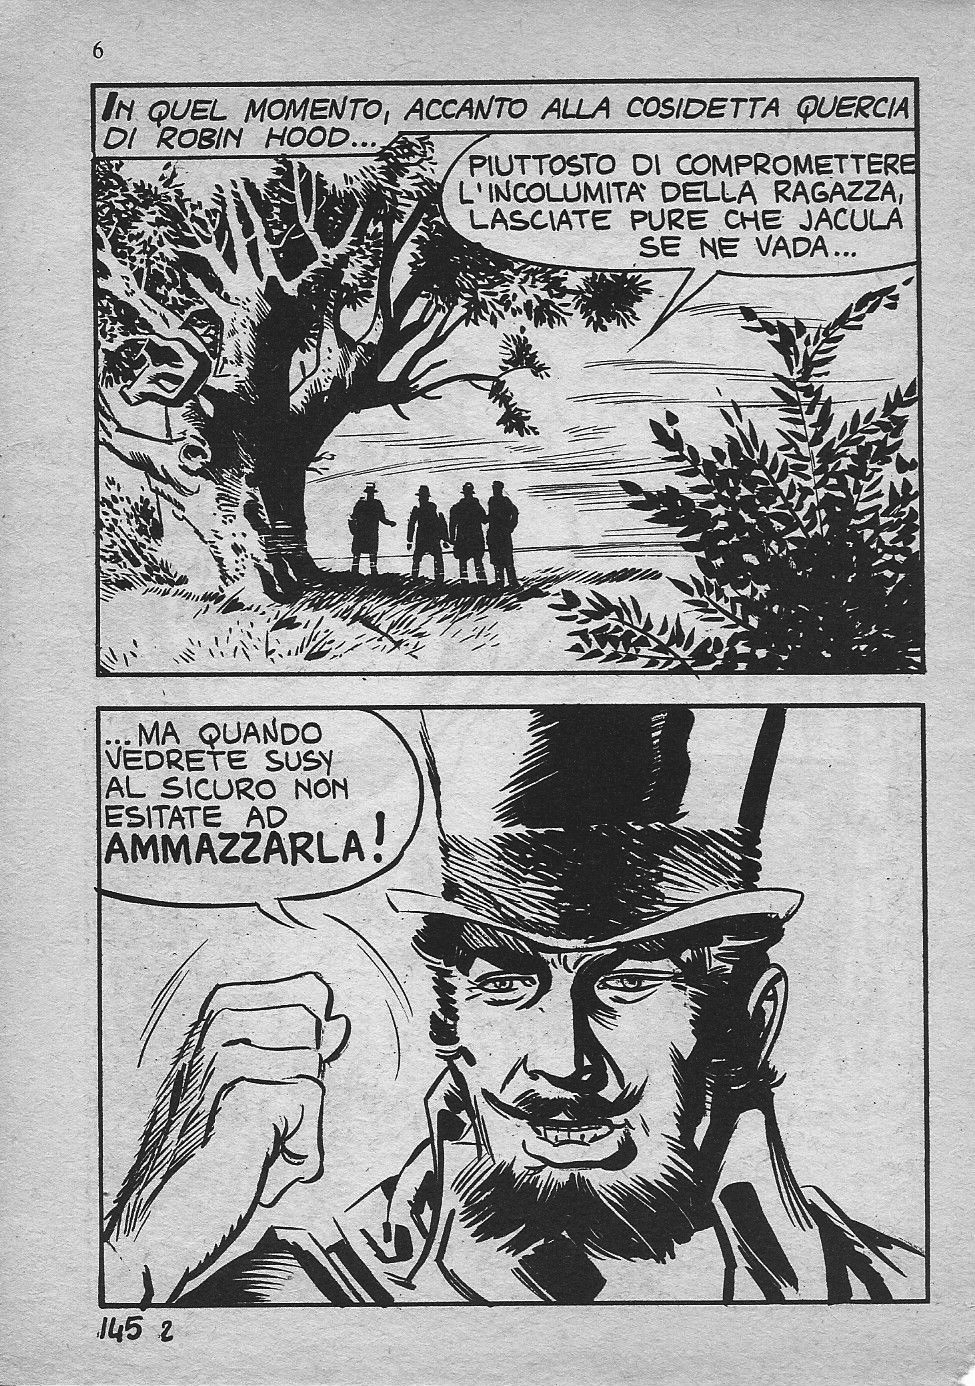 6
IN QUEL MOMENTO, ACCANTO ALLA COSIDETTA QUERCIA
DI ROBIN HOOD...
PIUTTOSTO DI COMPROMETTERE
L'INCOLUMITA' DELLA RAGAZZA,
LASCIATE PURE CHE JACULA
SE NE VADA...
...MA QUANDO
VEDRETE SUSY
AL SICURO NON
ESITATE AD
AMMAZZARLA!
145 2